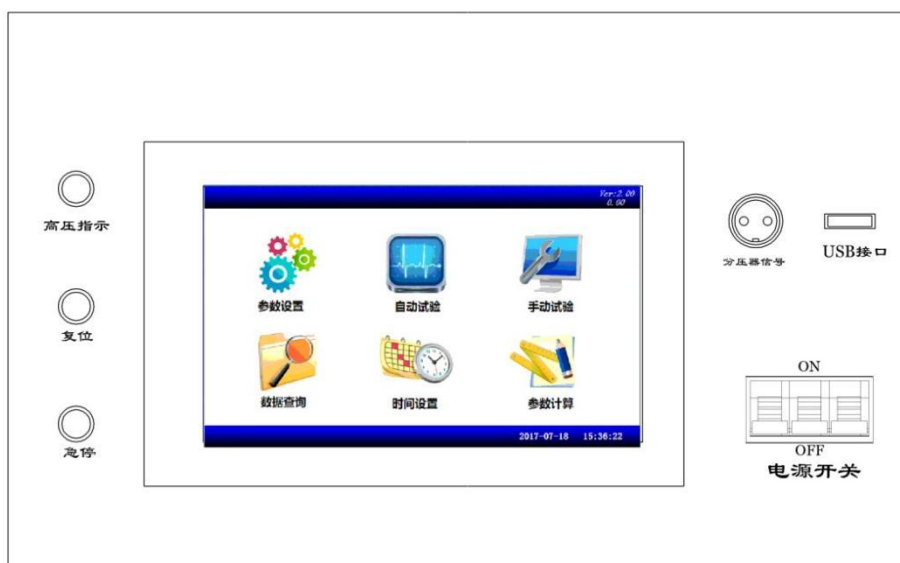 Ver:2.00
0.60
高压指示
分压器信号
USB接口
参数设置
自动试验
手动试验
复位
ON
数据查询
时间设置
参数计算
急停
2017-07-18 15:36:22
OFF
电源开关